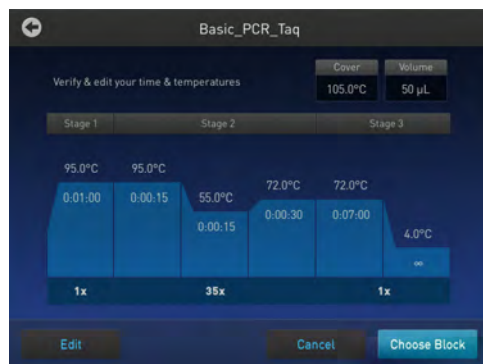 Basic_PCR_Taq
Cover Volume
Verify & edit your time & temperatures 105.0°C 50 µL
Stage 1 Stage 2 Stage 3
95.0°C 95.0°C
0:01:00 0:00:15 55.0°C 72.0°C 72.0°C
0:00:15 0:00:30 0:07:00 4.0°C
∞
1x 35x 1x
Edit Cancel Choose Block